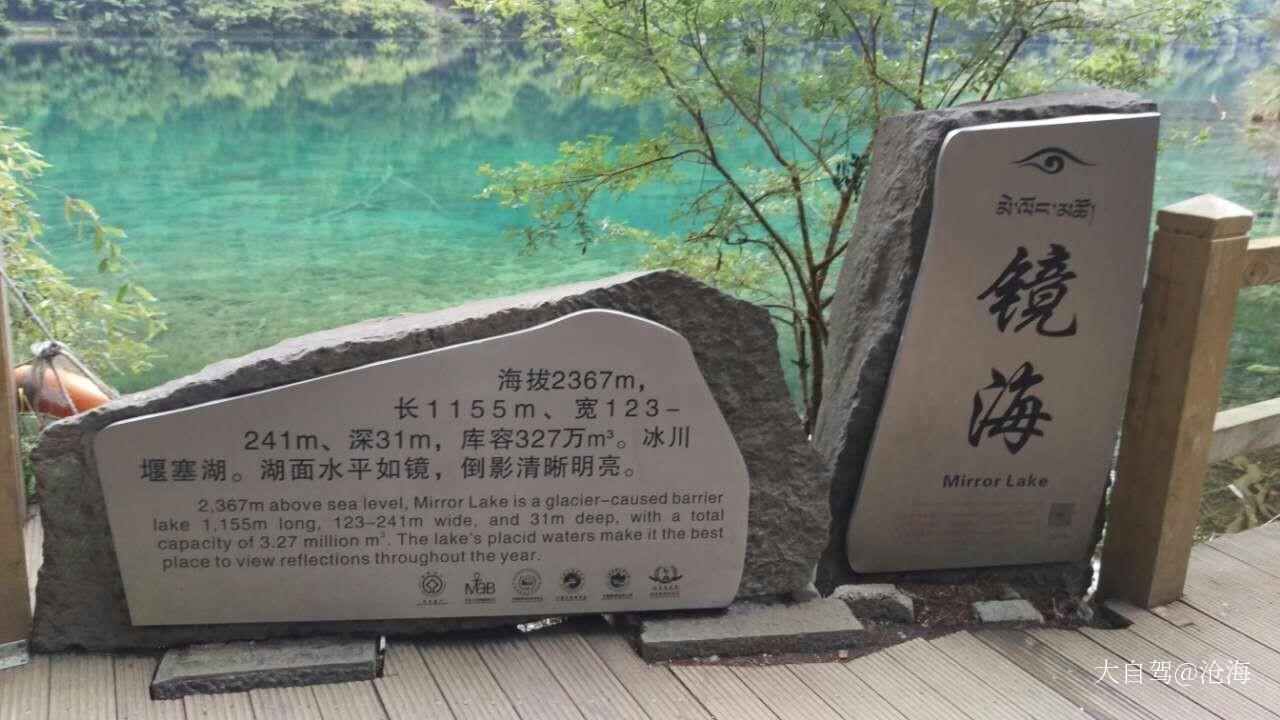 海拔2367m，
长1155m、宽123-
241m、深31m，库容327万m³。冰川
堰塞湖。湖面水平如镜，倒影清晰明亮。
2,367m above sea level, Mirror Lake is a glacier-caused barrier
lake 1,155m long, 123-241m wide, and 31m deep, with a total
capacity of 3.27 million m³. The lake's placid waters make it the best
place to view reflections throughout the year.
MaB
མེ་ལོང་མཚོ།
镜
海
Mirror Lake
大自驾@沧海